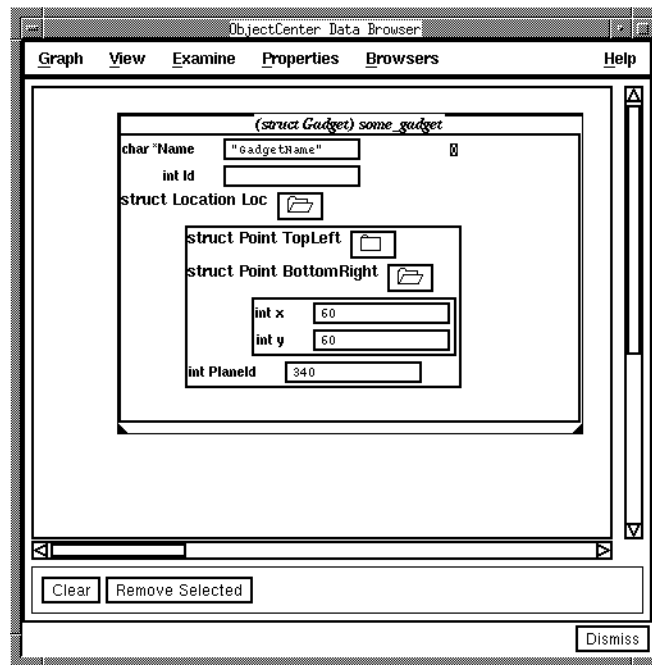 ObjectCenter Data Browser
Graph View Examine Properties Browsers Help
(struct Gadget) some_gadget
char *Name "GadgetName"
int Id
struct Location Loc
struct Point TopLeft
struct Point BottomRight
int x 60
int y 60
int PlaneId 340
Clear Remove Selected
Dismiss